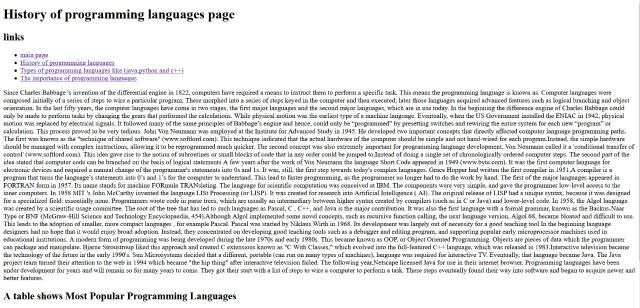 History of programming languages page
links
main page
History of programming languages
Types of programming languages like (java,python and c++)
The importance of programming languages
Since Charles Babbage 's invention of the differential engine in 1822, computers have required a means to instruct them to perform a specific task. This means the programming language is known as. Computer languages were
composed initially of a series of steps to wire a particular program; These morphed into a series of steps keyed in the computer and then executed; later those languages acquired advanced features such as logical branching and object
orientation. In the last fifty years, the computer languages have come in two stages, the first major languages and the second major languages, which are in use today. In the beginning the difference engine of Charles Babbage could
only be made to perform tasks by changing the gears that performed the calculations. While physical motion was the earliest type of a machine language. Eventually, when the US Government installed the ENIAC in 1942, physical
motion was replaced by electrical signals. It followed many of the same principles of Babbage's engine and hence, could only be "programmed" by presetting switches and rewiring the entire system for each new "program" or
calculation. This process proved to be very tedious. John Von Neumann was employed at the Institute for Advanced Study in 1945. He developed two important concepts that directly affected computer language programming paths.
The first was known as the "technique of shared software" (www.softlord.com). This technique indicated that the actual hardware of the computer should be simple and not hand-wired for each program.Instead, the simple hardware
should be managed with complex instructions, allowing it to be reprogrammed much quicker. The second concept was also extremely important for programming language development. Von Neumann called it a 'conditional transfer of
control' (www.softlord.com). This idea gave rise to the notion of subroutines or small blocks of code that in any order could be jumped to,Instead of doing a single set of chronologically ordered computer steps. The second part of the
idea stated that computer code can be branched on the basis of logical statements A few years after the work of Von Neumann the language Short Code appeared in 1949 (www.byte.com). It was the first computer language for
electronic devices and required a manual change of the programmer's statements into 0s and 1s. It was, still, the first step towards today's complex languages. Grace Hopper had written the first compiler in 1951,A compiler is a
program that turns the language's statements into 0's and 1's for the computer to understand. This lead to faster programming, as the programmer no longer had to do the work by hand. The first of the major languages appeared in
FORTRAN form in 1957. Its name stands for machine FORmula TRANslating. The language for scientific computation was conceived at IBM. The components were very simple, and gave the programmer low-level access to the
inner computers. In 1958 MIT 's John McCarthy invented the language LISt Processing (or LISP). It was created for research into Artificial Intelligence ( AI). The original release of LISP had a unique syntax, because it was designed
for a specialized field: essentially none. Programmers wrote code in parse trees, which are usually an intermediary between higher syntax created by compilers (such as in C or Java) and lower-level code. In 1958, the Algol language
was created by a scientific usage committee. The root of the tree that has led to such languages as Pascal, C , C++, and Java is the major contribution. It was also the first language with a formal grammar, known as the Backus-Naar
Type or BNF (McGraw-Hill Science and Technology Encyclopedia, 454).Although Algol implemented some novel concepts, such as recursive function calling, the next language version, Algol 68, became bloated and difficult to use.
This leads to the adoption of smaller, more compact languages , for example Pascal. Pascal was started by Niklaus Wirth in 1968. Its development was largely out of necessity for a good teaching tool In the beginning language
designers had no hope that it would enjoy broad adoption. Instead, they concentrated on developing good teaching tools such as a debugger and editing program, and supporting popular early microprocessor machines used in
educational institutions. A modern form of programming was being developed during the late 1970s and early 1980s. This became known as OOP, or Object Oriented Programming. Objects are pieces of data which the programmer
can package and manipulate. Bjarne Stroustroup liked this approach and created C extensions known as "C With Classes," which evolved into the full-featured C++ language, which was released in 1983.Interactive television became
the technology of the future in the early 1990's. Sun Microsystems decided that a different, portable (can run on many types of machines), language was required for interactive TV. Eventually, that language became Java. The Java
project team turned their attention to the web in 1994 which became "the hip thing" after interactive television failed. The following year,Netscape licensed Java for use in their internet browser. Programming languages have been
under development for years and will remain so for many years to come. They got their start with a list of steps to wire a computer to perform a task. These steps eventually found their way into software and began to acquire newer and
better features.
A table shows Most Popular Programming Languages